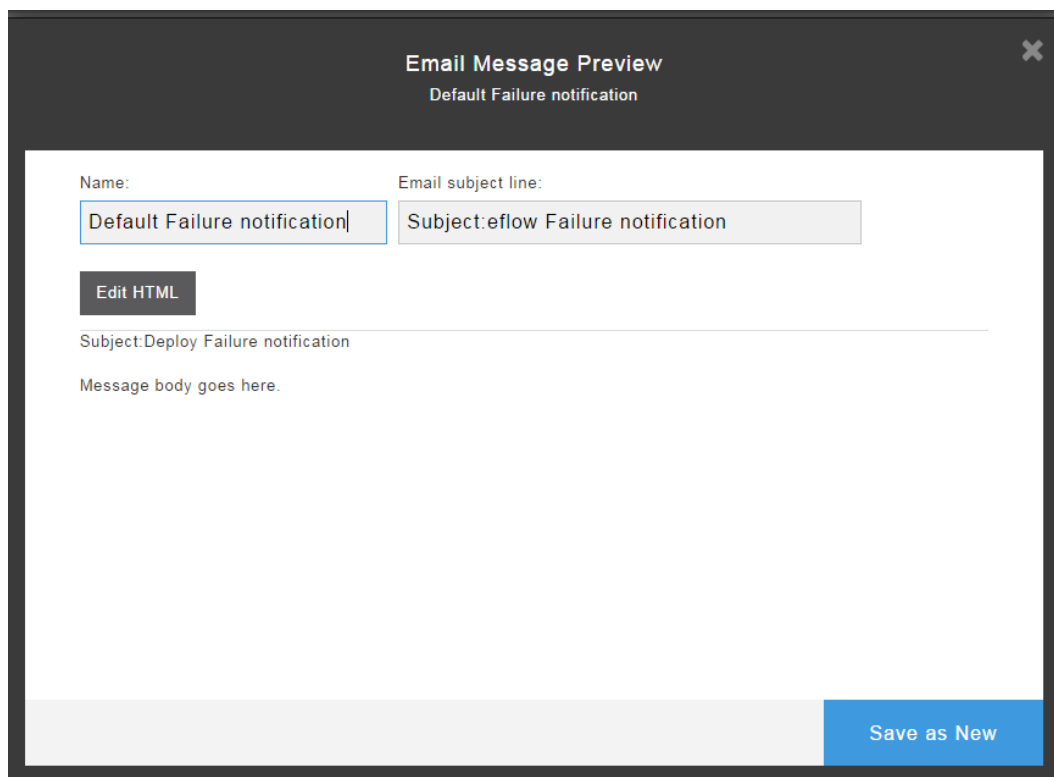 Email Message Preview
Default Failure notification
Name:
Email subject line:
Default Failure notification
Subject:eflow Failure notification
Edit HTML
Subject:Deploy Failure notification
Message body goes here.
Save as New